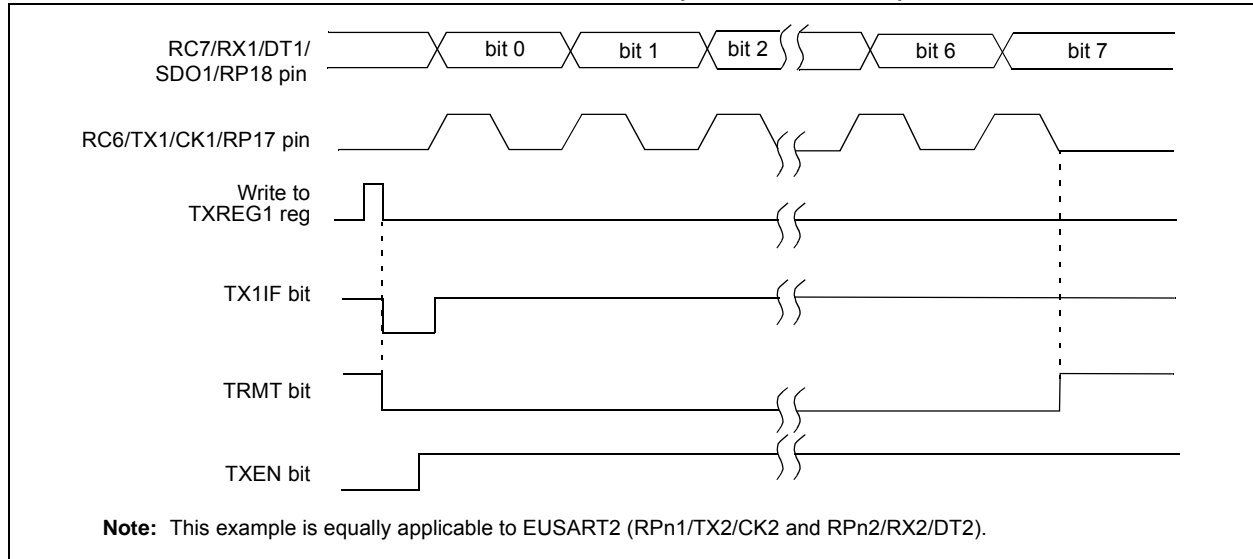 RC7/RX1/DT1/
SDO1/RP18 pin
bit 0
bit 1
bit 2
bit 6
bit 7
RC6/TX1/CK1/RP17 pin
Write to
TXREG1 reg
TX1IF bit
TRMT bit
TXEN bit
Note: This example is equally applicable to EUSART2 (RPn1/TX2/CK2 and RPn2/RX2/DT2).